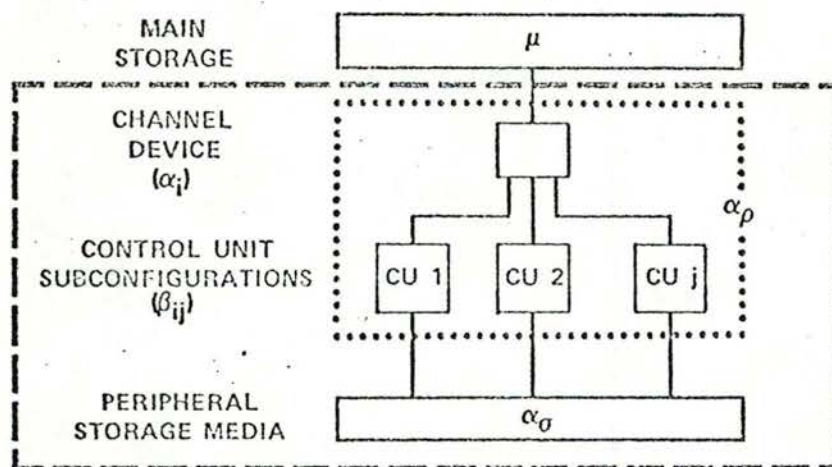 MAIN
STORAGE
μ
CHANNEL
DEVICE
(αi)
αρ
CONTROL UNIT
SUBCONFIGURATIONS
(βij)
CU 1
CU 2
CU j
PERIPHERAL
STORAGE MEDIA
ασ